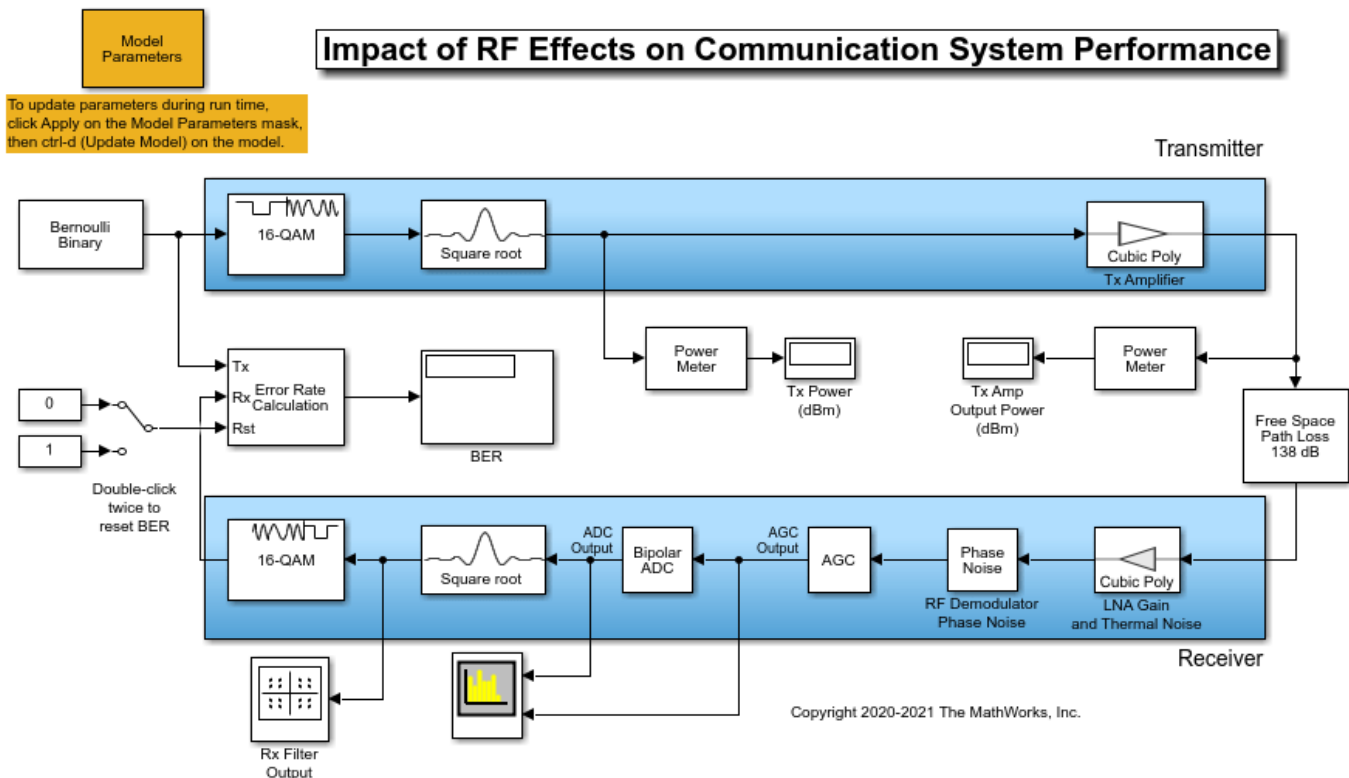 Model
Parameters
Impact of RF Effects on Communication System Performance
To update parameters during run time,
click Apply on the Model Parameters mask,
then ctrl-d (Update Model) on the model.
Transmitter
Bernoulli
Binary
16-QAM
Square root
Cubic Poly
Tx Amplifier
Tx
Rx
Rst
Error Rate
Calculation
BER
Power
Meter
Tx Power
(dBm)
Tx Amp
Output Power
(dBm)
Power
Meter
0
1
Double-click
twice to
reset BER
Free Space
Path Loss
138 dB
16-QAM
Square root
ADC
Output
Bipolar
ADC
AGC
Output
AGC
Phase
Noise
RF Demodulator
Phase Noise
Cubic Poly
LNA Gain
and Thermal Noise
Receiver
Rx Filter
Output
Copyright 2020-2021 The MathWorks, Inc.